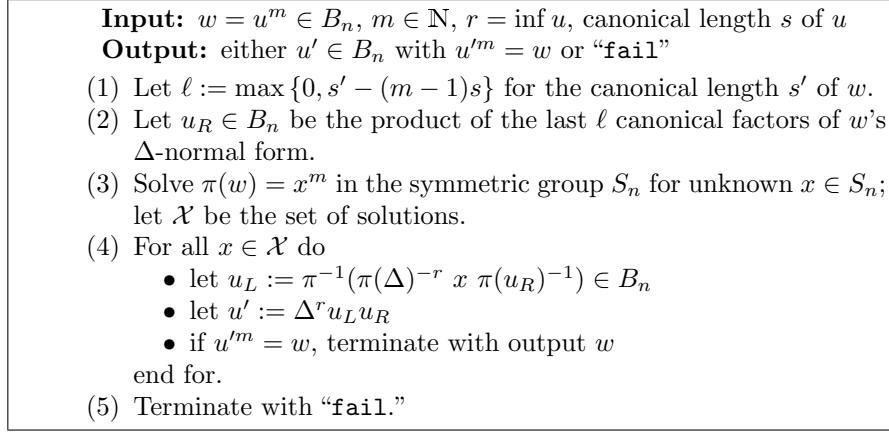 Input: w = u^m ∈ B_n, m ∈ ℕ, r = inf u, canonical length s of u
Output: either u′ ∈ B_n with u′^m = w or “fail”
(1) Let ℓ := max {0, s′ − (m − 1)s} for the canonical length s′ of w.
(2) Let u_R ∈ B_n be the product of the last ℓ canonical factors of w’s
Δ-normal form.
(3) Solve π(w) = x^m in the symmetric group S_n for unknown x ∈ S_n;
let 𝒳 be the set of solutions.
(4) For all x ∈ 𝒳 do
• let u_L := π^{−1}(π(Δ)^{−r} x π(u_R)^{−1}) ∈ B_n
• let u′ := Δ^r u_L u_R
• if u′^m = w, terminate with output w
end for.
(5) Terminate with “fail.”